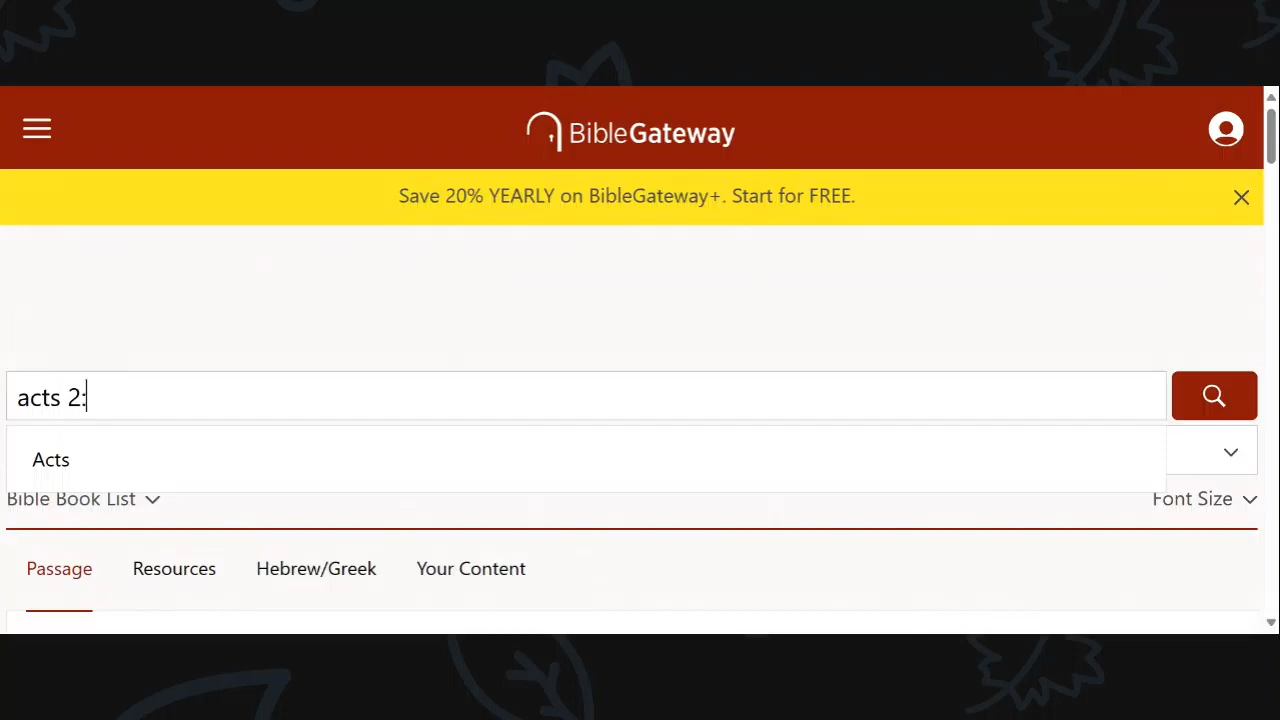 BibleGateway
Save 20% YEARLY on BibleGateway+. Start for FREE.
acts 2:
Acts
Bible Book List
Font Size
Passage Resources Hebrew/Greek Your Content